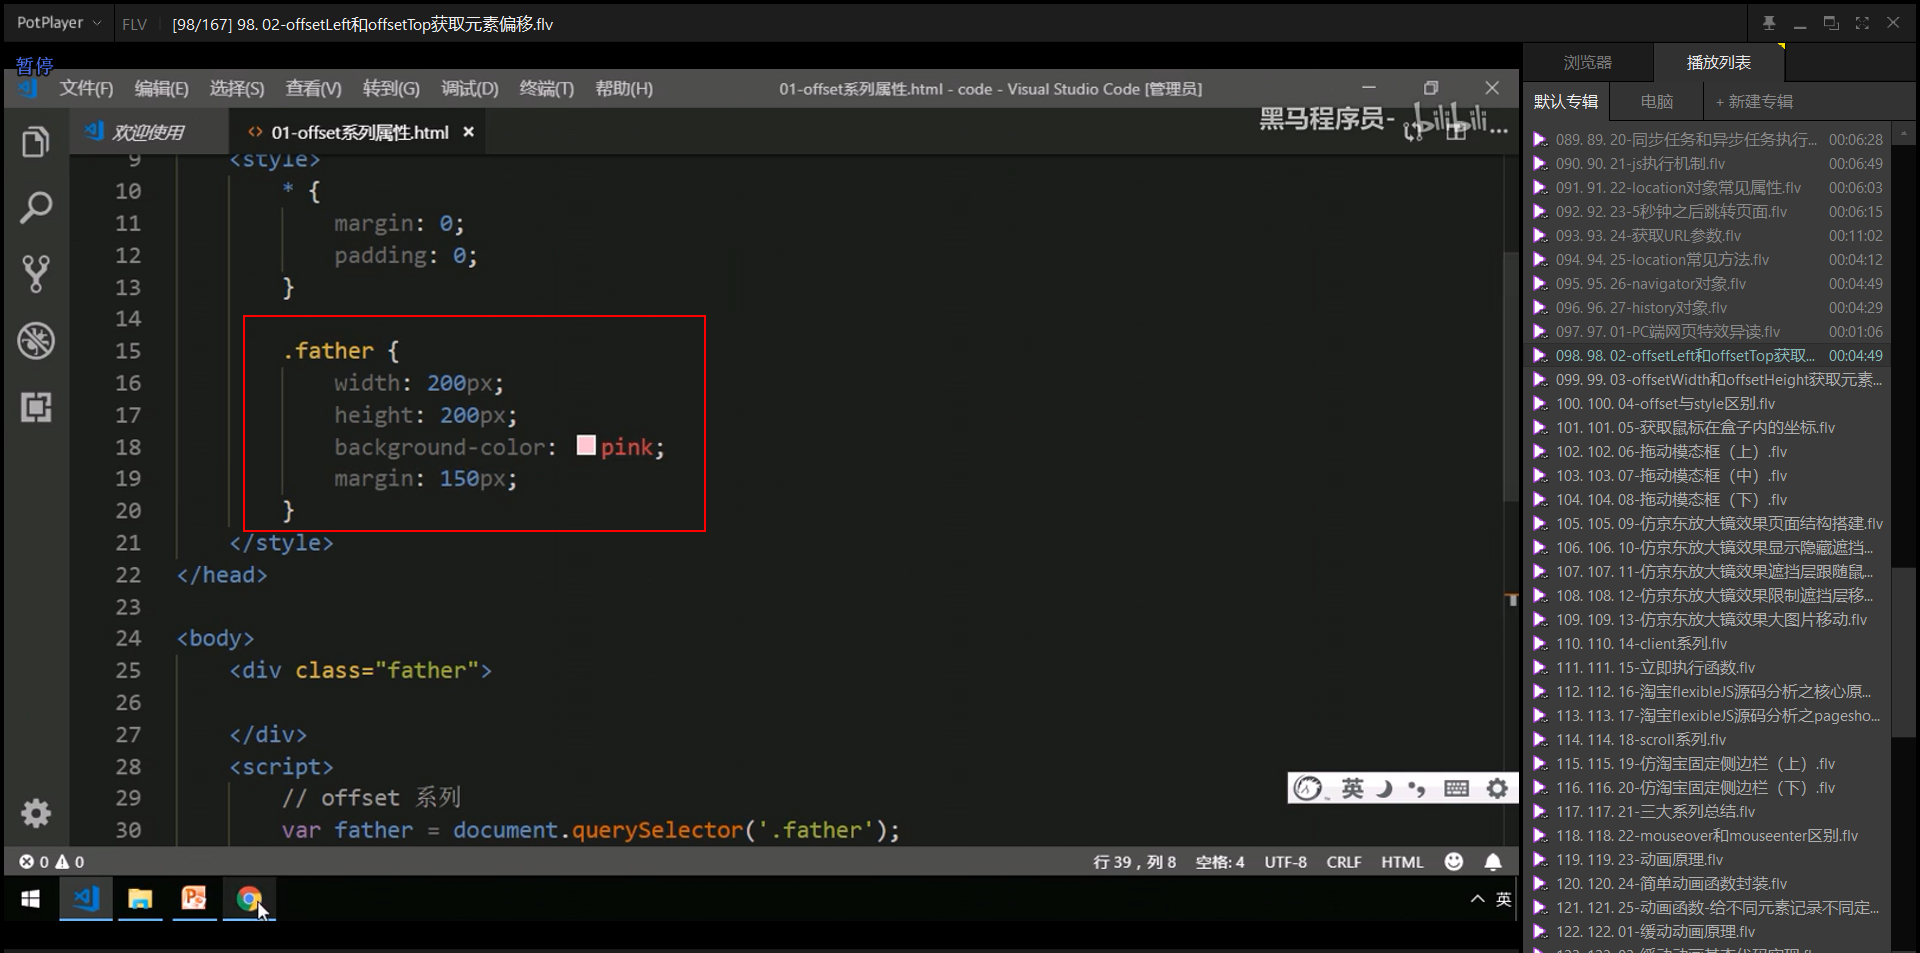 PotPlayer FLV [98/167] 98. 02-offsetLeft和offsetTop获取元素偏移.flv
暂停
文件(F) 编辑(E) 选择(S) 查看(V) 转到(G) 调试(D) 终端(T) 帮助(H) 01-offset系列属性.html - code - Visual Studio Code [管理员]
欢迎使用 01-offset系列属性.html
黑马程序员- bilibili
9 <style>
10 * {
11 margin: 0;
12 padding: 0;
13 }
14
15 .father {
16 width: 200px;
17 height: 200px;
18 background-color: pink;
19 margin: 150px;
20 }
21 </style>
22 </head>
23
24 <body>
25 <div class="father">
26
27 </div>
28 <script>
29 // offset 系列
30 var father = document.querySelector('.father');
英
0 0 行 39，列 8 空格: 4 UTF-8 CRLF HTML
英
浏览器 播放列表
默认专辑 电脑 + 新建专辑
089. 89. 20-同步任务和异步任务执行... 00:06:28
090. 90. 21-js执行机制.flv 00:06:49
091. 91. 22-location对象常见属性.flv 00:06:03
092. 92. 23-5秒钟之后跳转页面.flv 00:06:15
093. 93. 24-获取URL参数.flv 00:11:02
094. 94. 25-location常见方法.flv 00:04:12
095. 95. 26-navigator对象.flv 00:04:49
096. 96. 27-history对象.flv 00:04:29
097. 97. 01-PC端网页特效导读.flv 00:01:06
098. 98. 02-offsetLeft和offsetTop获取... 00:04:49
099. 99. 03-offsetWidth和offsetHeight获取元素...
100. 100. 04-offset与style区别.flv
101. 101. 05-获取鼠标在盒子内的坐标.flv
102. 102. 06-拖动模态框（上）.flv
103. 103. 07-拖动模态框（中）.flv
104. 104. 08-拖动模态框（下）.flv
105. 105. 09-仿京东放大镜效果页面结构搭建.flv
106. 106. 10-仿京东放大镜效果显示隐藏遮挡...
107. 107. 11-仿京东放大镜效果遮挡层跟随鼠...
108. 108. 12-仿京东放大镜效果限制遮挡层移...
109. 109. 13-仿京东放大镜效果大图片移动.flv
110. 110. 14-client系列.flv
111. 111. 15-立即执行函数.flv
112. 112. 16-淘宝flexibleJS源码分析之核心原...
113. 113. 17-淘宝flexibleJS源码分析之pagesho...
114. 114. 18-scroll系列.flv
115. 115. 19-仿淘宝固定侧边栏（上）.flv
116. 116. 20-仿淘宝固定侧边栏（下）.flv
117. 117. 21-三大系列总结.flv
118. 118. 22-mouseover和mouseenter区别.flv
119. 119. 23-动画原理.flv
120. 120. 24-简单动画函数封装.flv
121. 121. 25-动画函数-给不同元素记录不同定...
122. 122. 01-缓动动画原理.flv